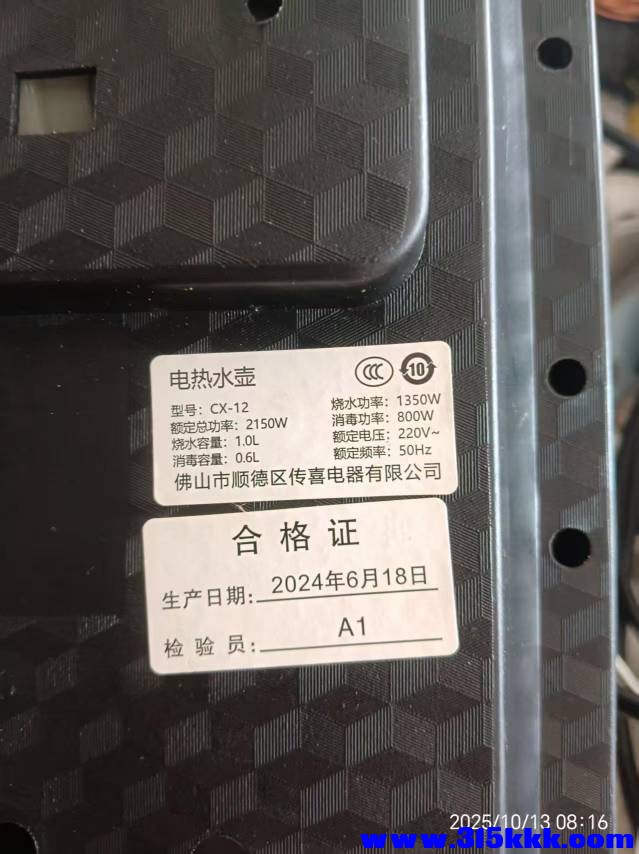 电热水壶
CCC
10
型号：CX-12
额定总功率：2150W
烧水容量：1.0L
消毒容量：0.6L
烧水功率：1350W
消毒功率：800W
额定电压：220V~
额定频率：50Hz
佛山市顺德区传喜电器有限公司
合格证
生产日期：2024年6月18日
检验员：A1
2025/10/13 08:16
www.315kkk.com